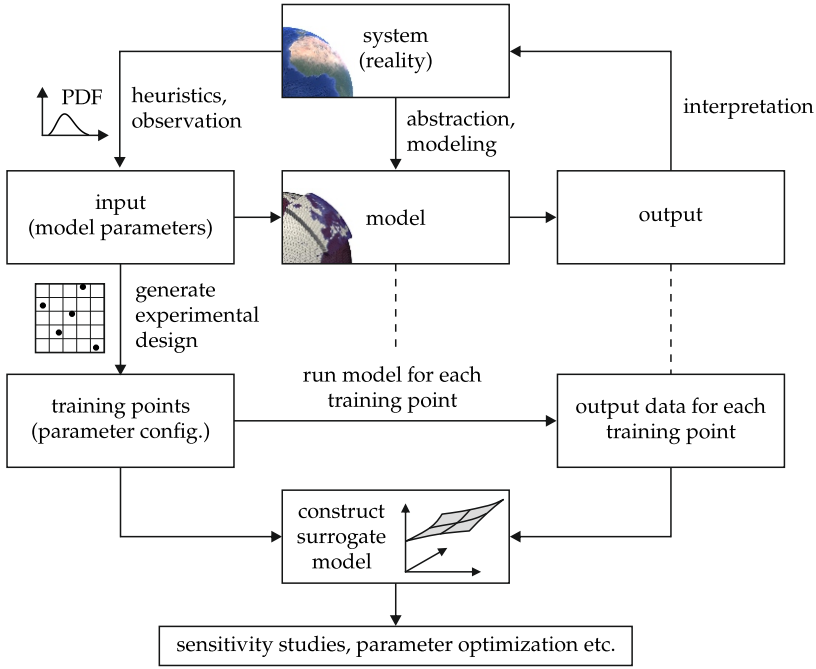 system
(reality)
PDF
heuristics,
observation
abstraction,
modeling
interpretation
input
(model parameters)
model
output
generate
experimental
design
run model for each
training point
training points
(parameter config.)
output data for each
training point
construct
surrogate
model
sensitivity studies, parameter optimization etc.